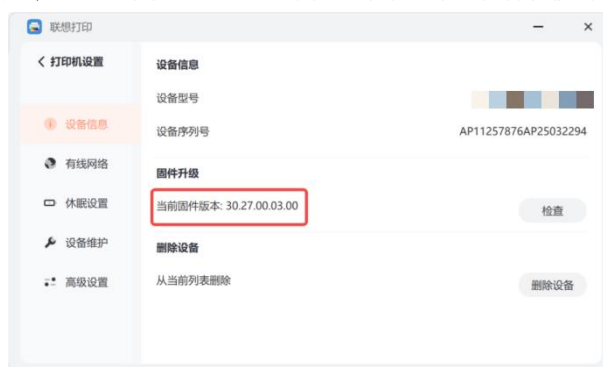 联想打印
打印机设置
设备信息
有线网络
休眠设置
设备维护
高级设置
设备信息
设备型号
设备序列号 AP11257876AP25032294
固件升级
当前固件版本: 30.27.00.03.00 检查
删除设备
从当前列表删除 删除设备